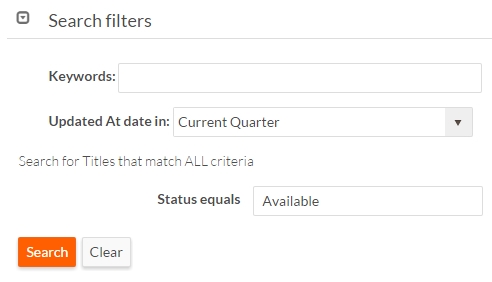 Search filters
Keywords:
Updated At date in: Current Quarter
Search for Titles that match ALL criteria
Status equals Available
Search Clear